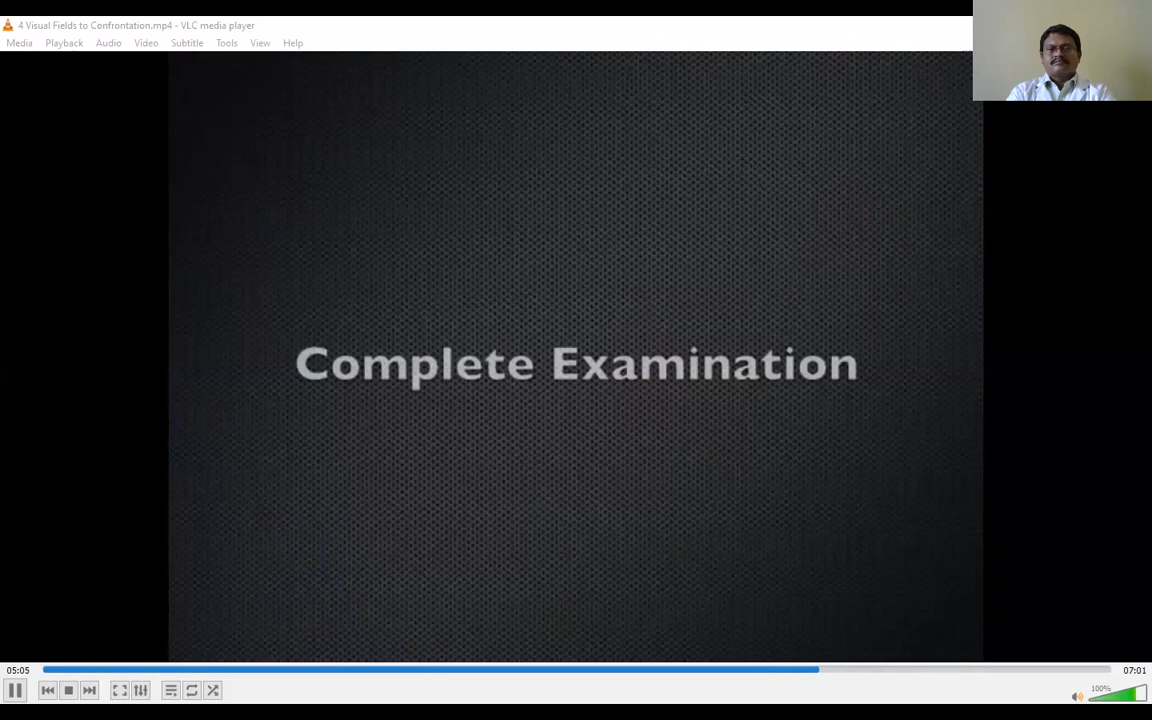 4 Visual Fields to Confrontation.mp4 - VLC media player
Media Playback Audio Video Subtitle Tools View Help
Complete Examination
05:05
07:01
100%